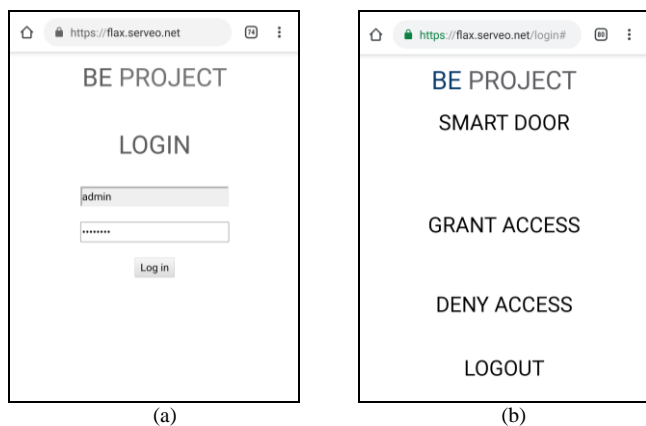 https://flax.serveo.net
74
BE PROJECT
LOGIN
admin
••••••••
Log in
(a)
https://flax.serveo.net/login#
80
BE PROJECT
SMART DOOR
GRANT ACCESS
DENY ACCESS
LOGOUT
(b)